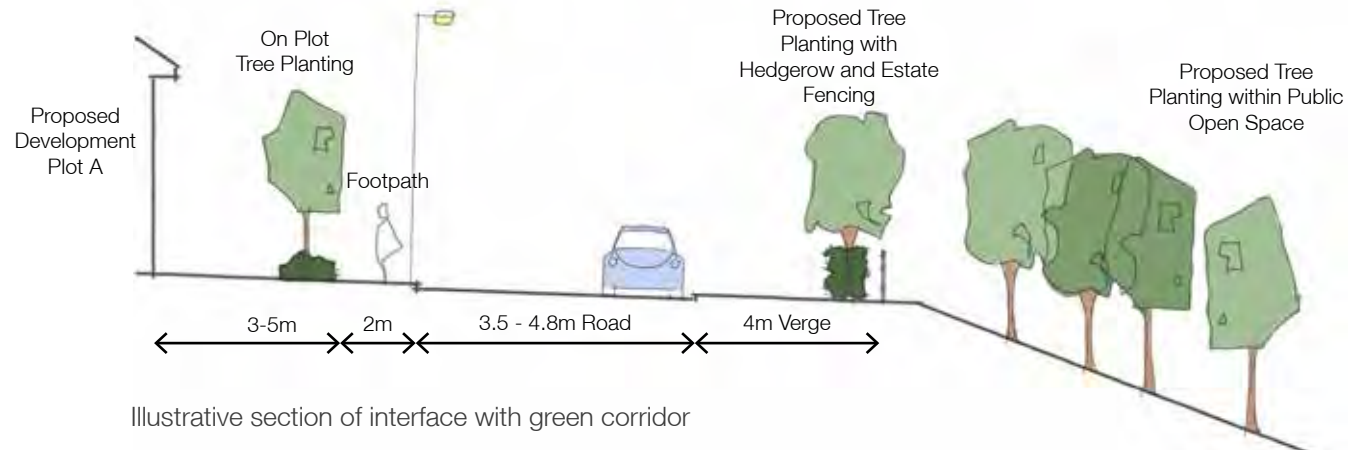 Proposed
Development
Plot A
On Plot
Tree Planting
Footpath
Proposed Tree
Planting with
Hedgerow and Estate
Fencing
Proposed Tree
Planting within Public
Open Space
3-5m
2m
3.5 - 4.8m Road
4m Verge
Illustrative section of interface with green corridor